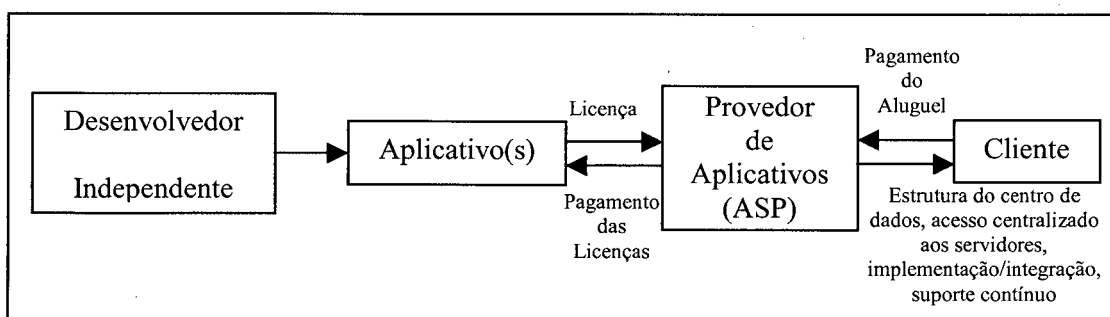 Desenvolvedor
Independente
Aplicativo(s)
Licença
Pagamento
das
Licenças
Provedor
de
Aplicativos
(ASP)
Pagamento
do
Aluguel
Cliente
Estrutura do centro de
dados, acesso centralizado
aos servidores,
implementação/integração,
suporte contínuo